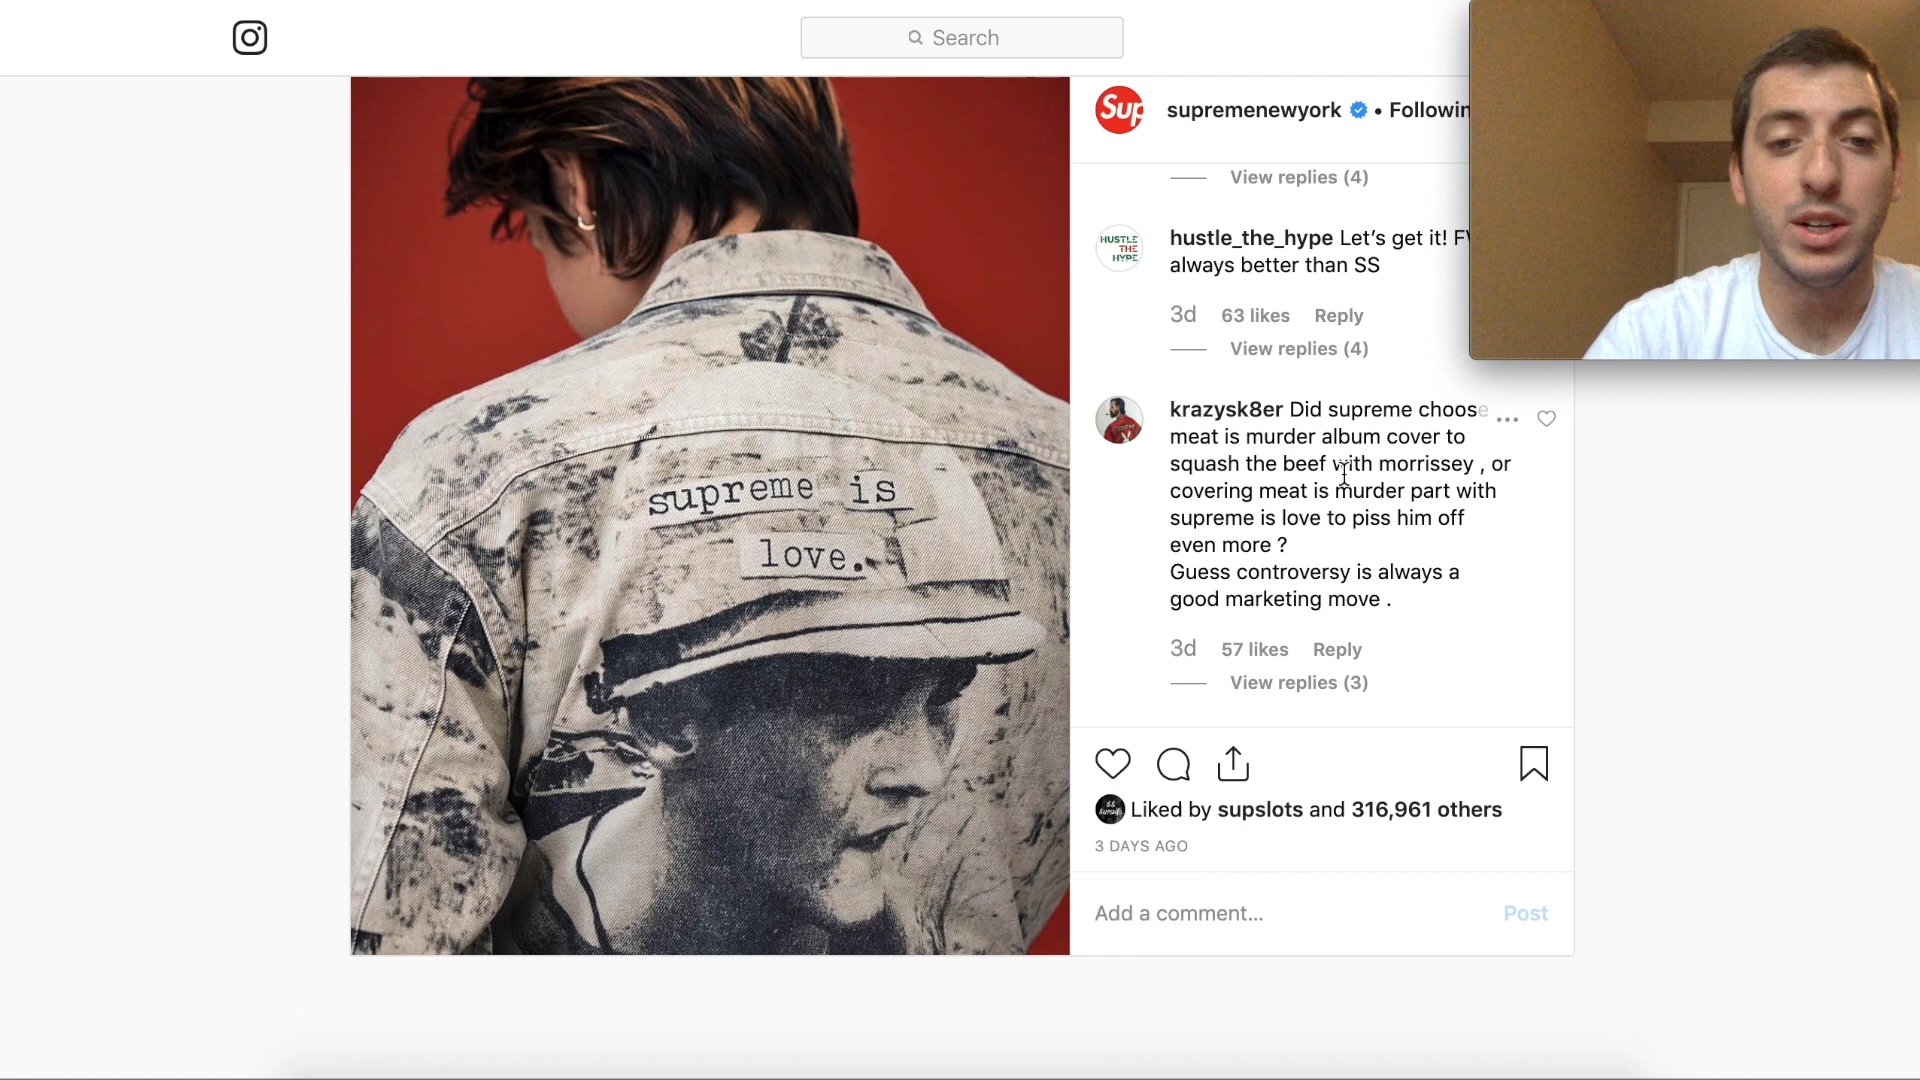 Search
supreme is
love.
Sup
supremenewyork • Followin
View replies (4)
HUSTLE
THE
HYPE
hustle_the_hype Let’s get it! F
always better than SS
3d 63 likes Reply
View replies (4)
krazysk8er Did supreme choose
meat is murder album cover to
squash the beef with morrissey , or
covering meat is murder part with
supreme is love to piss him off
even more ?
Guess controversy is always a
good marketing move .
3d 57 likes Reply
View replies (3)
Liked by supslots and 316,961 others
3 DAYS AGO
Add a comment...
Post